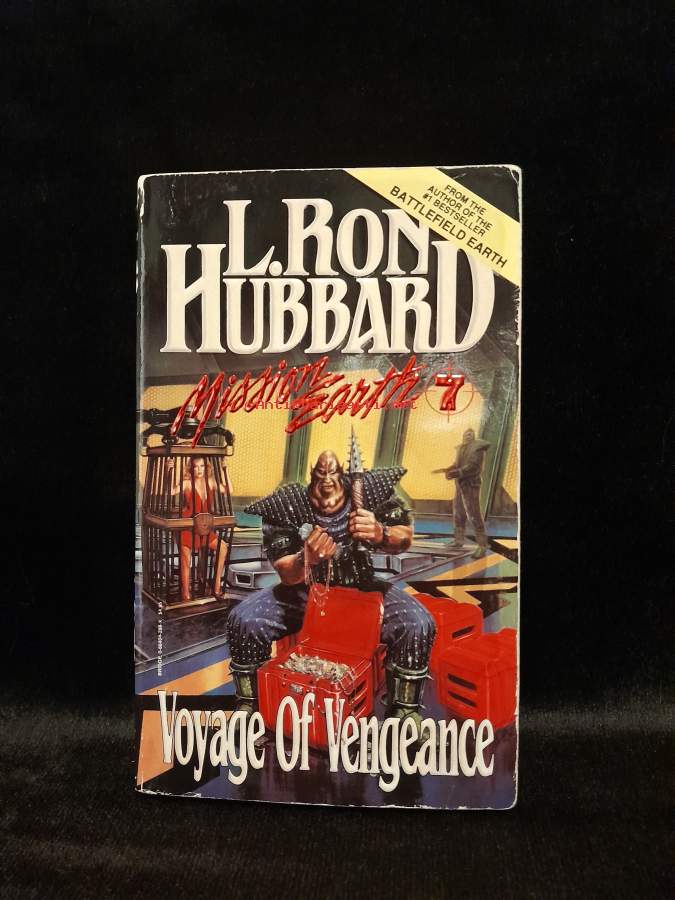 FROM THE
AUTHOR OF THE
#1 BESTSELLER
BATTLEFIELD EARTH
L. RON
HUBBARD
Mission Earth 7
Voyage Of Vengeance